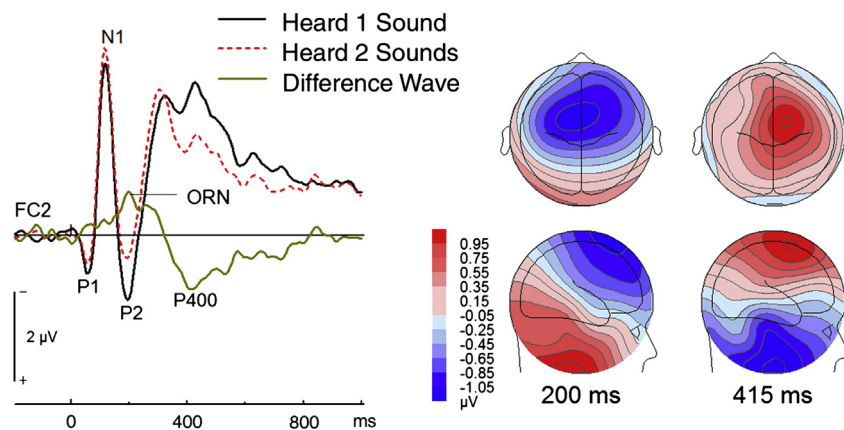 N1
Heard 1 Sound
Heard 2 Sounds
Difference Wave
FC2
ORN
P1
P2
P400
−
2 µV
+
0 400 800 ms
0.95
0.75
0.55
0.35
0.15
-0.05
-0.25
-0.45
-0.65
-0.85
-1.05
µV
200 ms
415 ms